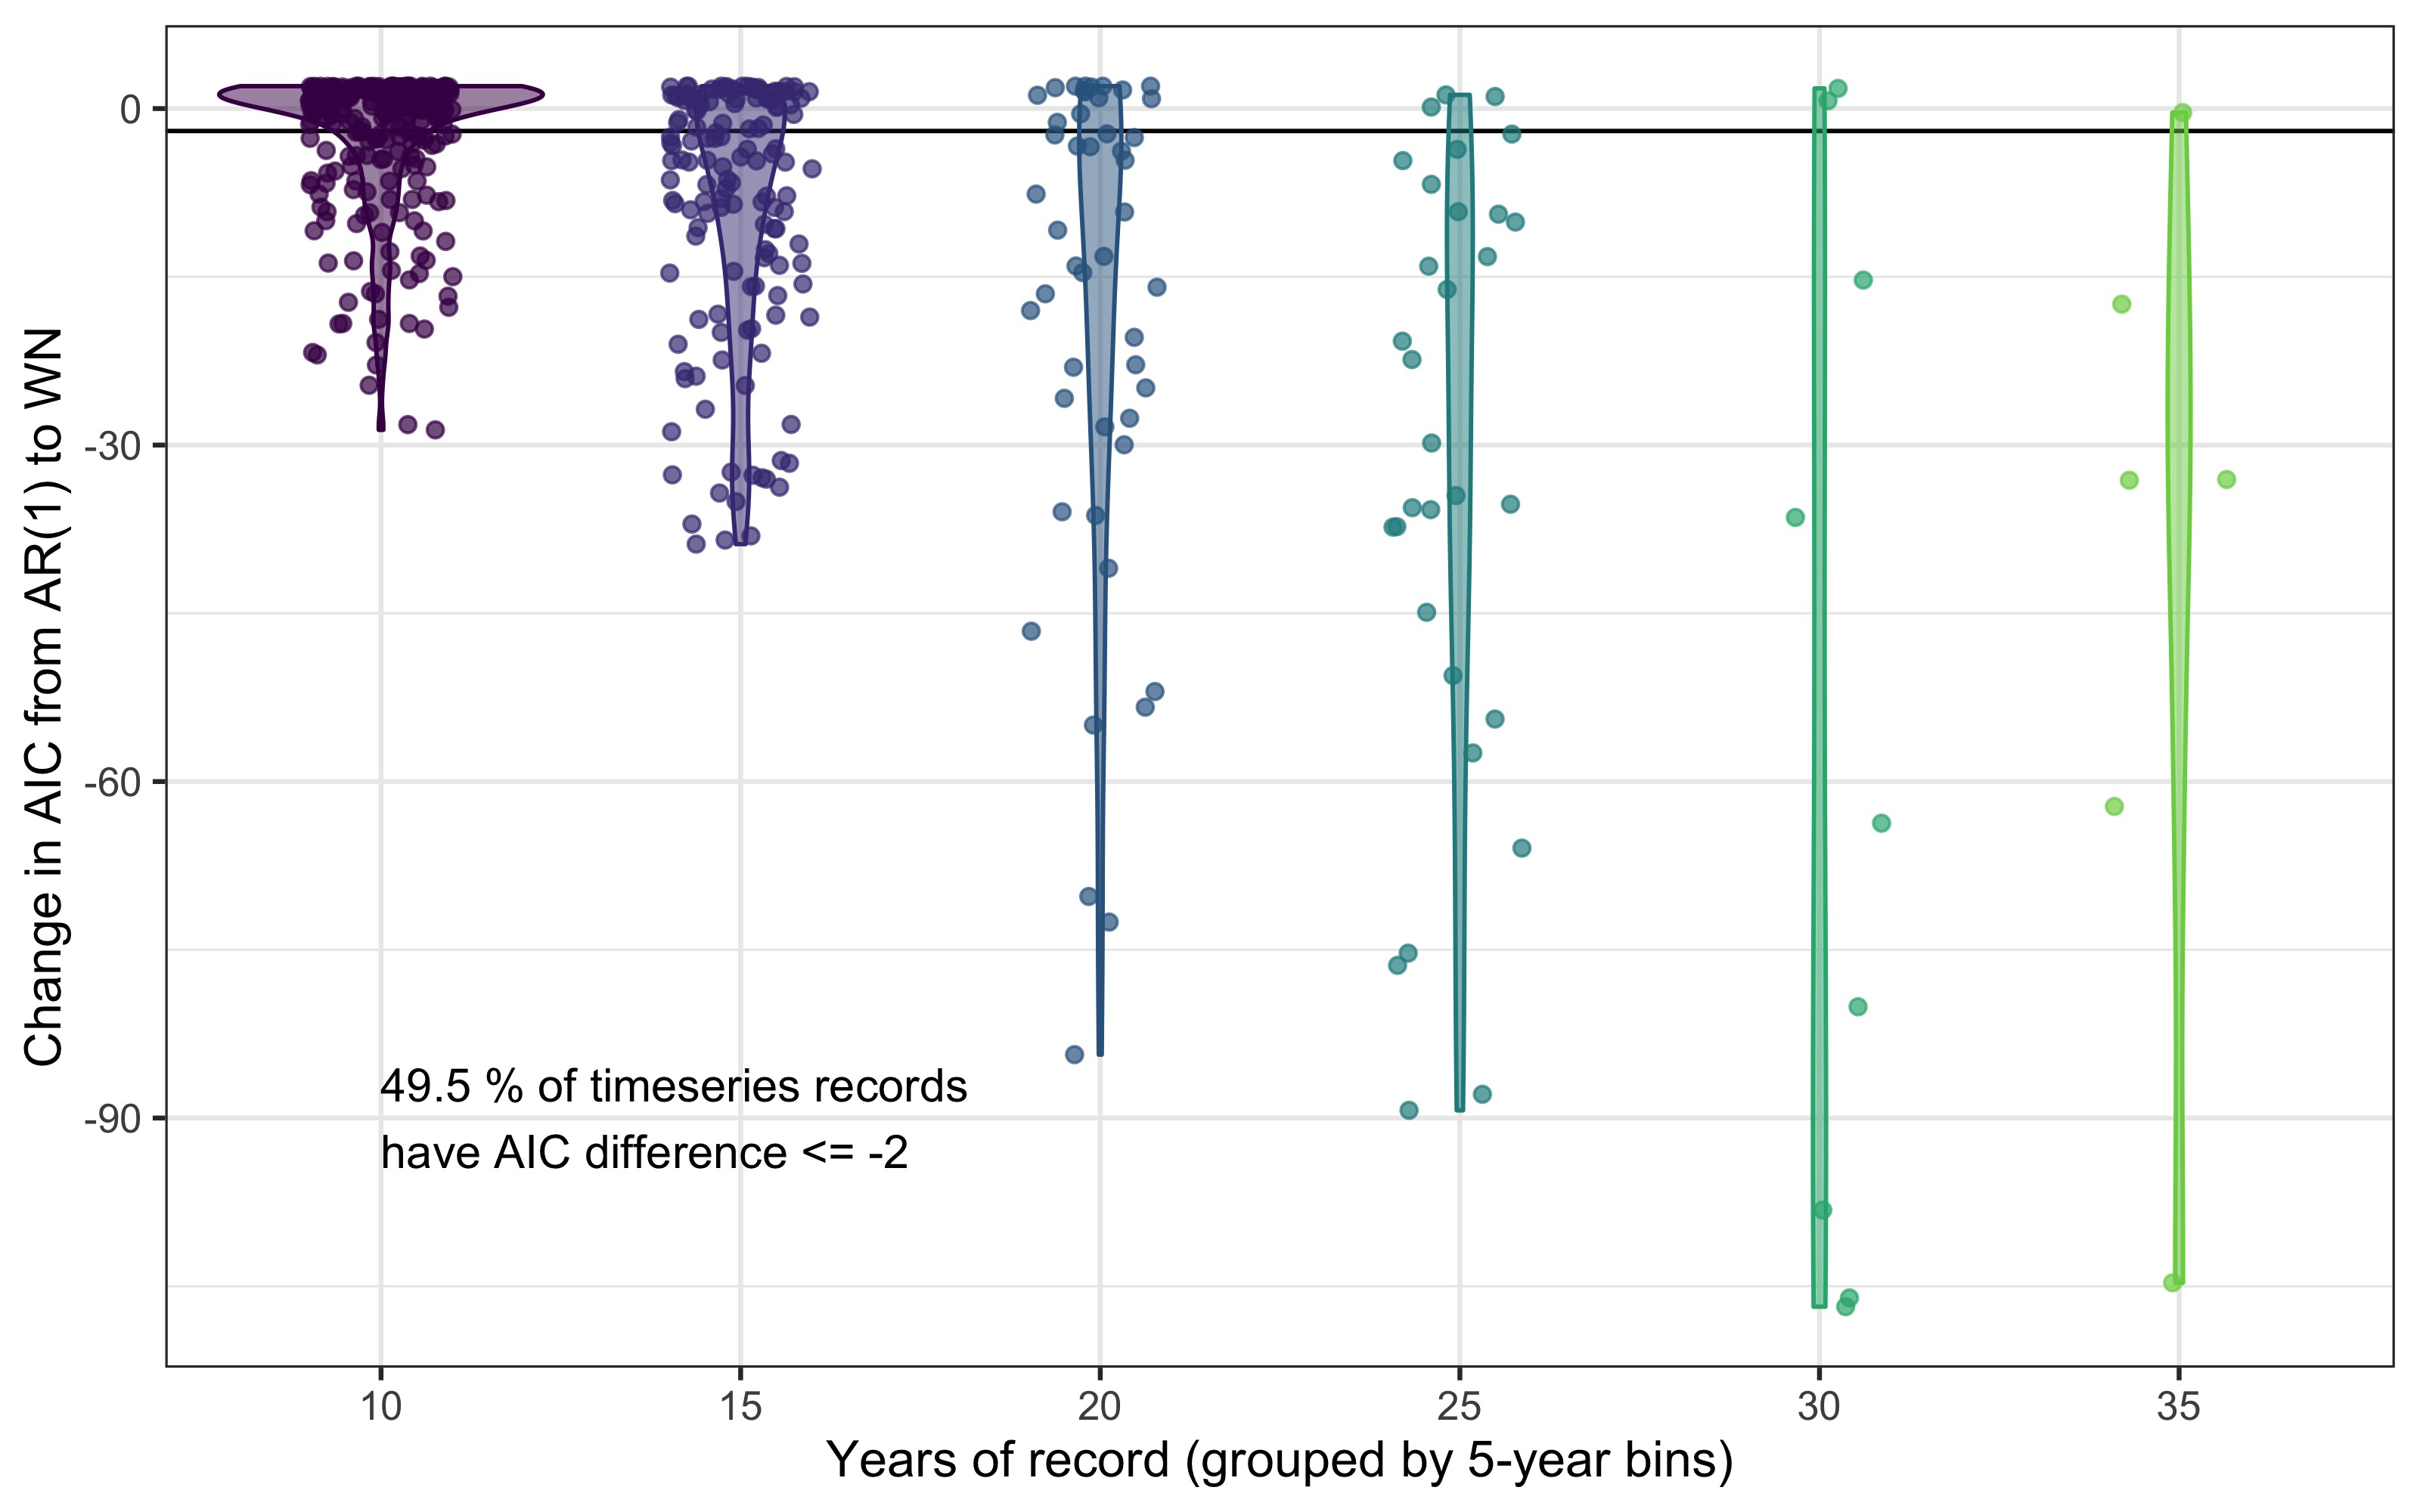 Change in AIC from AR(1) to WN
0
-30
-60
-90
49.5 % of timeseries records
have AIC difference <= -2
10
15
20
25
30
35
Years of record (grouped by 5-year bins)